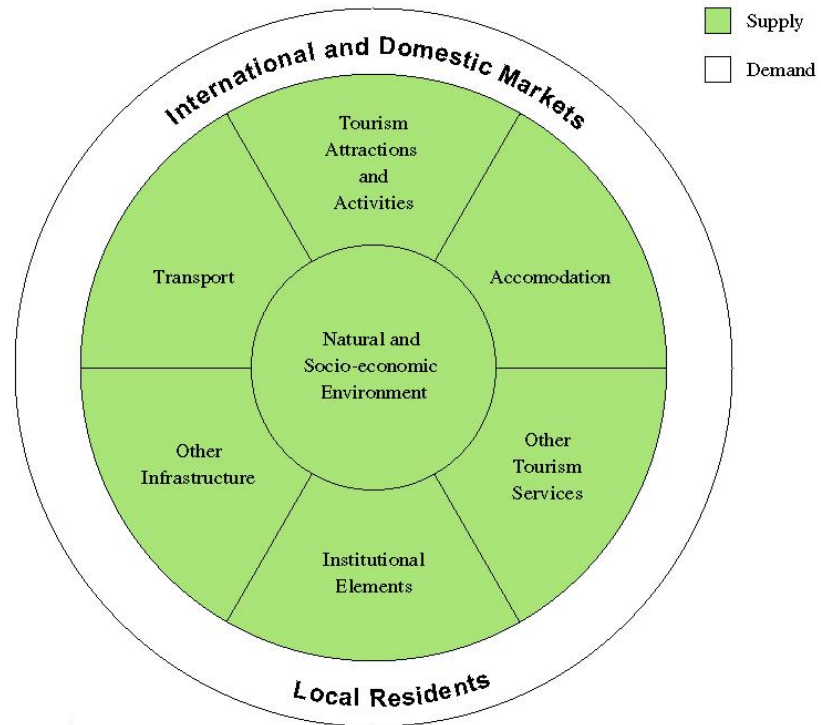 Supply
Demand
International and Domestic Markets
Tourism
Attractions
and
Activities
Transport
Accomodation
Natural and
Socio-economic
Environment
Other
Infrastructure
Other
Tourism
Services
Institutional
Elements
Local Residents